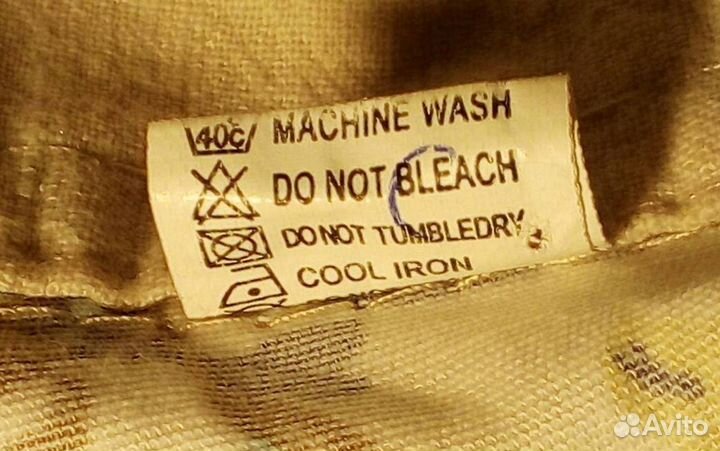 40c MACHINE WASH
DO NOT BLEACH
DO NOT TUMBLEDRY
COOL IRON
Avito